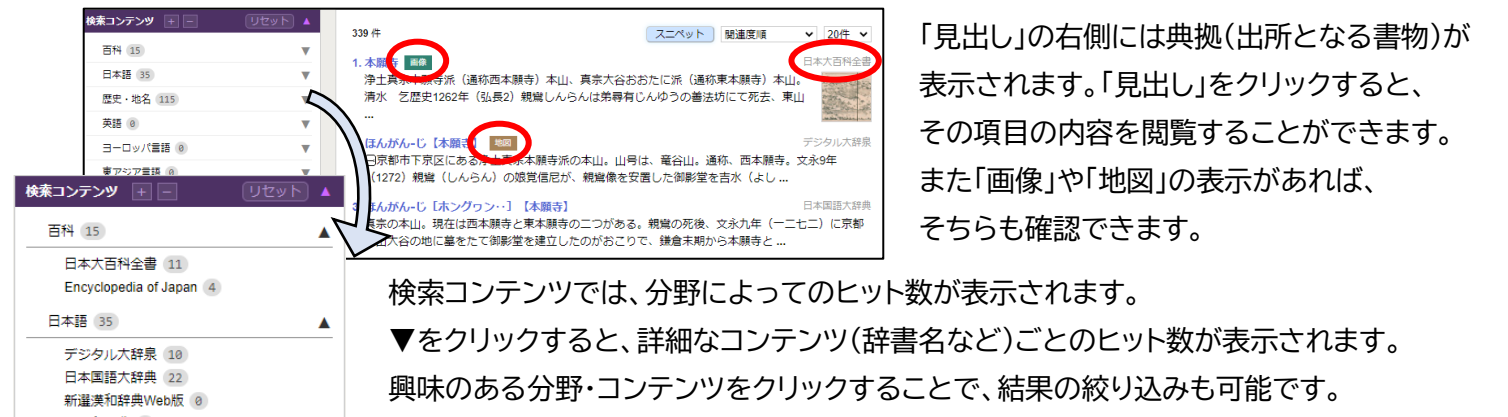 検索コンテンツ + − リセット ▲
百科 15 ▼
日本語 35 ▼
歴史・地名 115 ▼
英語 0 ▼
ヨーロッパ言語 0 ▼
東アジア言語 0 ▼
339 件
スニペット 関連度順 20件
1. 本願寺 画像 日本大百科全書
浄土真宗本願寺派（通称西本願寺）本山、真宗大谷おおたに派（通称東本願寺）本山。
清水 乞歴史1262年（弘長2）親鸞しんらんは弟尋有じんゆうの善法坊にて死去、東山
...
ほんがん‐じ【本願寺】 地図 デジタル大辞泉
京都市下京区にある浄土真宗本願寺派の本山。山号は、竜谷山。通称、西本願寺。文永9年
（1272）親鸞（しんらん）の娘覚信尼が、親鸞像を安置した御影堂を吉水（よし ...
3. ほんがん‐じ［ホングヮン‥］【本願寺】 日本国語大辞典
真宗の本山。現在は西本願寺と東本願寺の二つがある。親鸞の死後、文永九年（一二七二）に京都
大谷の地に墓をたて御影堂を建立したのがおこりで、鎌倉末期から本願寺と ...
検索コンテンツ + − リセット ▲
百科 15 ▲
日本大百科全書 11
Encyclopedia of Japan 4
日本語 35 ▲
デジタル大辞泉 10
日本国語大辞典 22
新選漢和辞典Web版 0
「見出し」の右側には典拠（出所となる書物）が
表示されます。「見出し」をクリックすると、
その項目の内容を閲覧することができます。
また「画像」や「地図」の表示があれば、
そちらも確認できます。
検索コンテンツでは、分野によってのヒット数が表示されます。
▼をクリックすると、詳細なコンテンツ（辞書名など）ごとのヒット数が表示されます。
興味のある分野・コンテンツをクリックすることで、結果の絞り込みも可能です。